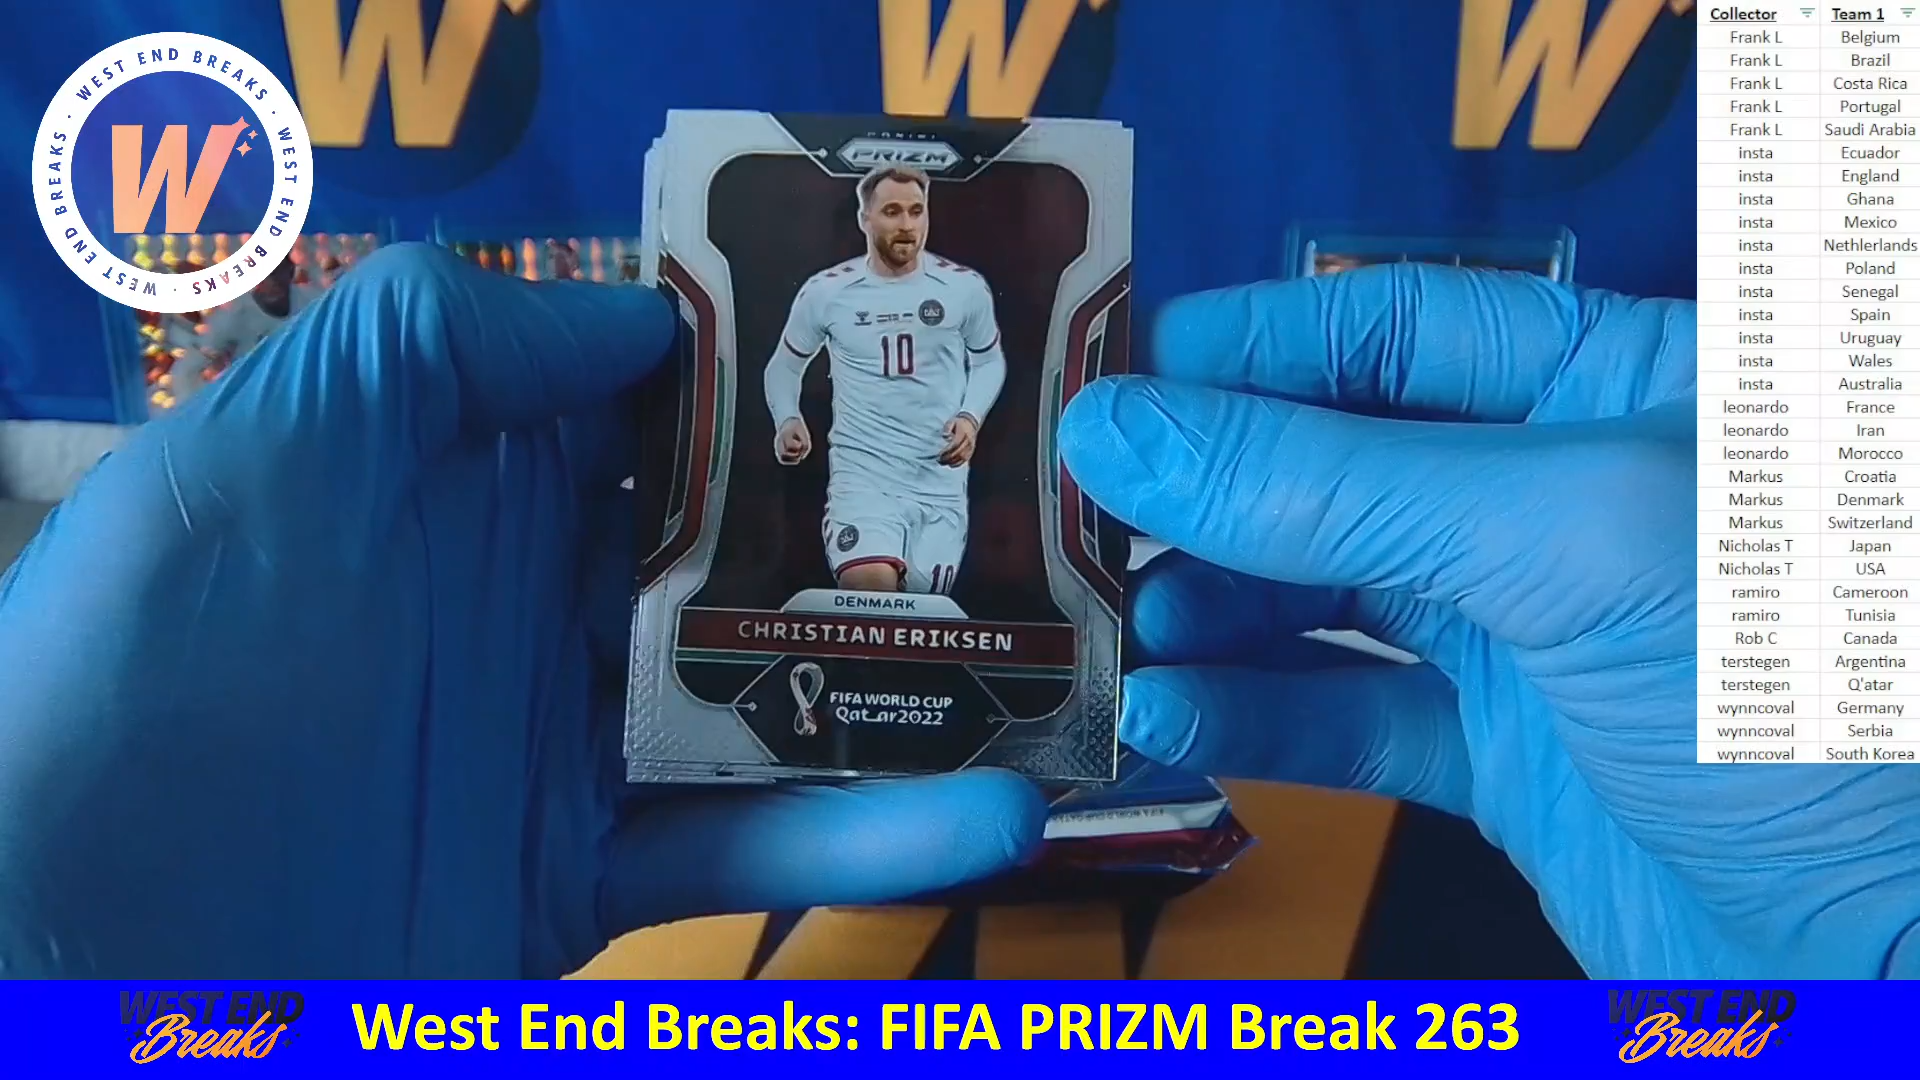 WEST END BREAKS · WEST END BREAKS · WEST END BREAKS ·
W
PANINI
PRIZM
10
10
DENMARK
CHRISTIAN ERIKSEN
FIFA WORLD CUP
Qatar2022
Collector Team 1
Frank L Belgium
Frank L Brazil
Frank L Costa Rica
Frank L Portugal
Frank L Saudi Arabia
insta Ecuador
insta England
insta Ghana
insta Mexico
insta Nethlerlands
insta Poland
insta Senegal
insta Spain
insta Uruguay
insta Wales
insta Australia
leonardo France
leonardo Iran
leonardo Morocco
Markus Croatia
Markus Denmark
Markus Switzerland
Nicholas T Japan
Nicholas T USA
ramiro Cameroon
ramiro Tunisia
Rob C Canada
terstegen Argentina
terstegen Q'atar
wynncoval Germany
wynncoval Serbia
wynncoval South Korea
WEST END
Breaks
West End Breaks: FIFA PRIZM Break 263
WEST END
Breaks